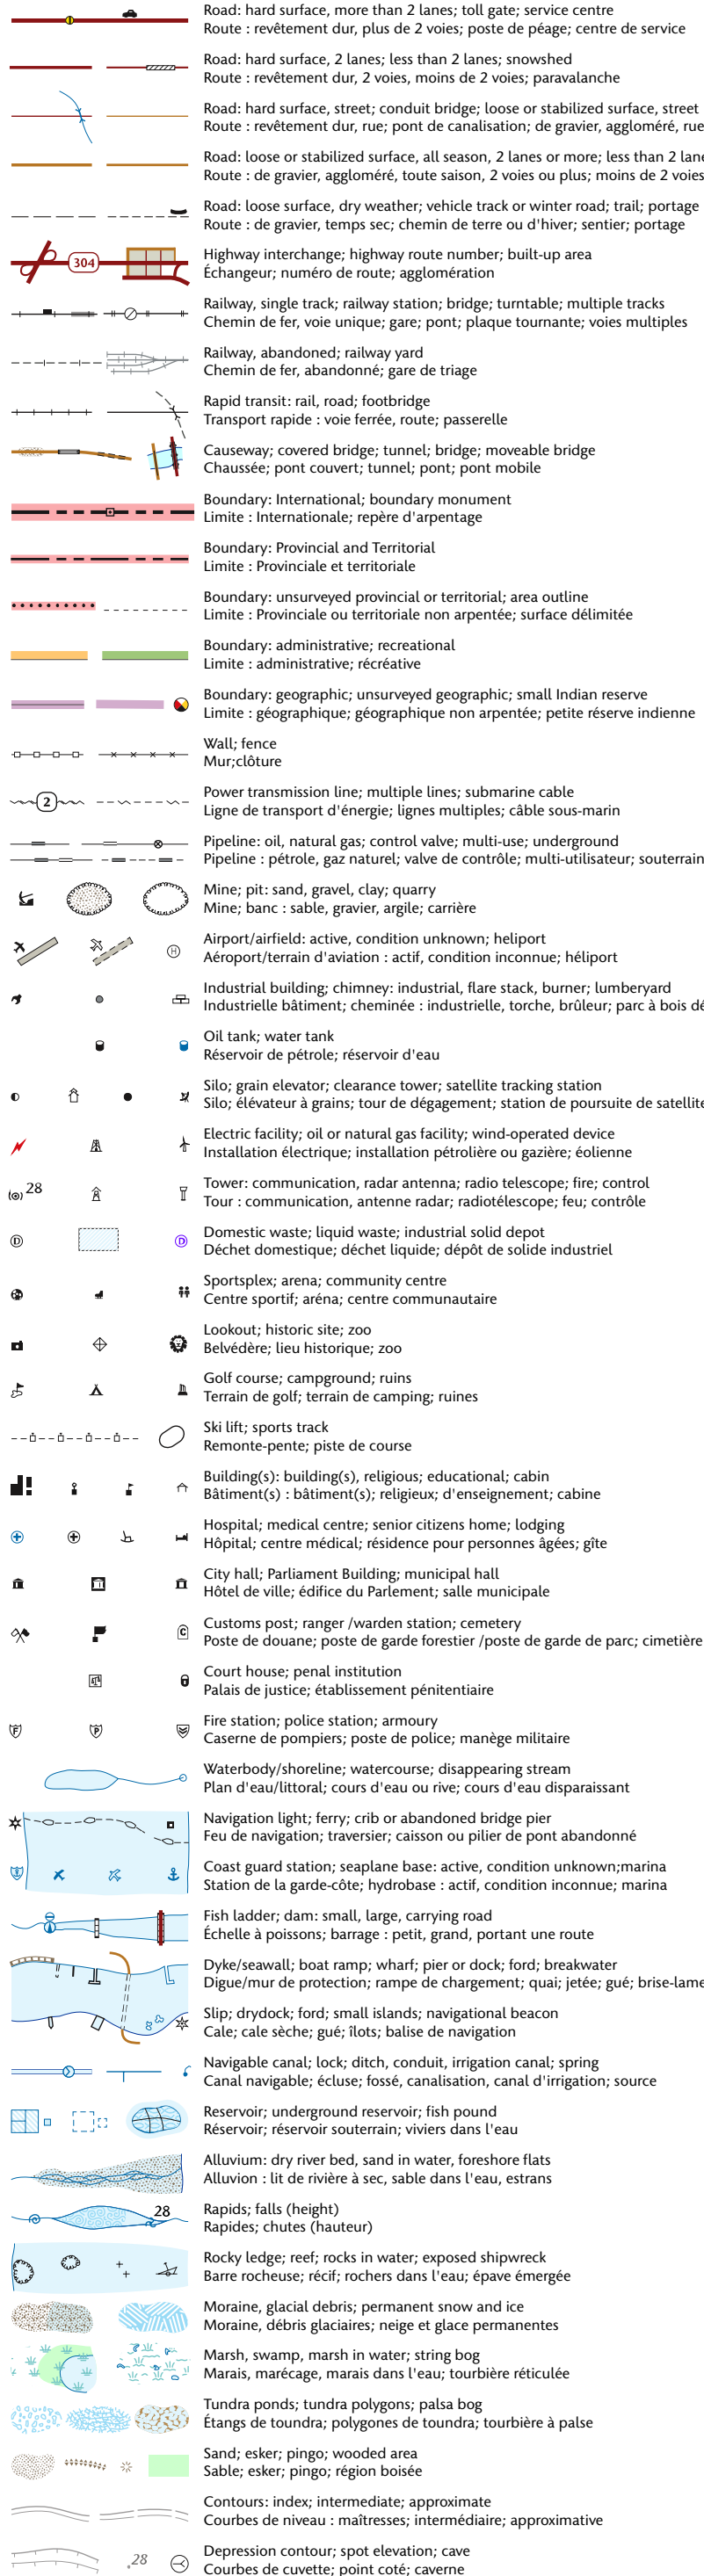 Road: hard surface, more than 2 lanes; toll gate; service centre
Route : revêtement dur, plus de 2 voies; poste de péage; centre de service
Road: hard surface, 2 lanes; less than 2 lanes; snowshed
Route : revêtement dur, 2 voies, moins de 2 voies; paravalanche
Road: hard surface, street; conduit bridge; loose or stabilized surface, street
Route : revêtement dur, rue; pont de canalisation; de gravier, aggloméré, rue
Road: loose or stabilized surface, all season, 2 lanes or more; less than 2 lane
Route : de gravier, aggloméré, toute saison, 2 voies ou plus; moins de 2 voies
Road: loose surface, dry weather; vehicle track or winter road; trail; portage
Route : de gravier, temps sec; chemin de terre ou d'hiver; sentier; portage
304
Highway interchange; highway route number; built-up area
Échangeur; numéro de route; agglomération
Railway, single track; railway station; bridge; turntable; multiple tracks
Chemin de fer, voie unique; gare; pont; plaque tournante; voies multiples
Railway, abandoned; railway yard
Chemin de fer, abandonné; gare de triage
Rapid transit: rail, road; footbridge
Transport rapide : voie ferrée, route; passerelle
Causeway; covered bridge; tunnel; bridge; moveable bridge
Chaussée; pont couvert; tunnel; pont; pont mobile
Boundary: International; boundary monument
Limite : Internationale; repère d'arpentage
Boundary: Provincial and Territorial
Limite : Provinciale et territoriale
Boundary: unsurveyed provincial or territorial; area outline
Limite : Provinciale ou territoriale non arpentée; surface délimitée
Boundary: administrative; recreational
Limite : administrative; récréative
Boundary: geographic; unsurveyed geographic; small Indian reserve
Limite : géographique; géographique non arpentée; petite réserve indienne
Wall; fence
Mur;clôture
2
Power transmission line; multiple lines; submarine cable
Ligne de transport d'énergie; lignes multiples; câble sous-marin
Pipeline: oil, natural gas; control valve; multi-use; underground
Pipeline : pétrole, gaz naturel; valve de contrôle; multi-utilisateur; souterrain
Mine; pit: sand, gravel, clay; quarry
Mine; banc : sable, gravier, argile; carrière
H
Airport/airfield: active, condition unknown; heliport
Aéroport/terrain d'aviation : actif, condition inconnue; héliport
Industrial building; chimney: industrial, flare stack, burner; lumberyard
Industrielle bâtiment; cheminée : industrielle, torche, brûleur; parc à bois dé
Oil tank; water tank
Réservoir de pétrole; réservoir d'eau
Silo; grain elevator; clearance tower; satellite tracking station
Silo; élévateur à grains; tour de dégagement; station de poursuite de satellite
Electric facility; oil or natural gas facility; wind-operated device
Installation électrique; installation pétrolière ou gazière; éolienne
28
Tower: communication, radar antenna; radio telescope; fire; control
Tour : communication, antenne radar; radiotélescope; feu; contrôle
D D
Domestic waste; liquid waste; industrial solid depot
Déchet domestique; déchet liquide; dépôt de solide industriel
Sportsplex; arena; community centre
Centre sportif; aréna; centre communautaire
Lookout; historic site; zoo
Belvédère; lieu historique; zoo
Golf course; campground; ruins
Terrain de golf; terrain de camping; ruines
Ski lift; sports track
Remonte-pente; piste de course
Building(s): building(s), religious; educational; cabin
Bâtiment(s) : bâtiment(s); religieux; d'enseignement; cabine
Hospital; medical centre; senior citizens home; lodging
Hôpital; centre médical; résidence pour personnes âgées; gîte
City hall; Parliament Building; municipal hall
Hôtel de ville; édifice du Parlement; salle municipale
C
Customs post; ranger /warden station; cemetery
Poste de douane; poste de garde forestier /poste de garde de parc; cimetière
Court house; penal institution
Palais de justice; établissement pénitentiaire
F P
Fire station; police station; armoury
Caserne de pompiers; poste de police; manège militaire
Waterbody/shoreline; watercourse; disappearing stream
Plan d'eau/littoral; cours d'eau ou rive; cours d'eau disparaissant
Navigation light; ferry; crib or abandoned bridge pier
Feu de navigation; traversier; caisson ou pilier de pont abandonné
Coast guard station; seaplane base: active, condition unknown;marina
Station de la garde-côte; hydrobase : actif, condition inconnue; marina
Fish ladder; dam: small, large, carrying road
Échelle à poissons; barrage : petit, grand, portant une route
Dyke/seawall; boat ramp; wharf; pier or dock; ford; breakwater
Digue/mur de protection; rampe de chargement; quai; jetée; gué; brise-lame
Slip; drydock; ford; small islands; navigational beacon
Cale; cale sèche; gué; îlots; balise de navigation
Navigable canal; lock; ditch, conduit, irrigation canal; spring
Canal navigable; écluse; fossé, canalisation, canal d'irrigation; source
Reservoir; underground reservoir; fish pound
Réservoir; réservoir souterrain; viviers dans l'eau
Alluvium: dry river bed, sand in water, foreshore flats
Alluvion : lit de rivière à sec, sable dans l'eau, estrans
28
Rapids; falls (height)
Rapides; chutes (hauteur)
Rocky ledge; reef; rocks in water; exposed shipwreck
Barre rocheuse; récif; rochers dans l'eau; épave émergée
Moraine, glacial debris; permanent snow and ice
Moraine, débris glaciaires; neige et glace permanentes
Marsh, swamp, marsh in water; string bog
Marais, marécage, marais dans l'eau; tourbière réticulée
Tundra ponds; tundra polygons; palsa bog
Étangs de toundra; polygones de toundra; tourbière à palse
Sand; esker; pingo; wooded area
Sable; esker; pingo; région boisée
Contours: index; intermediate; approximate
Courbes de niveau : maîtresses; intermédiaire; approximative
.28
Depression contour; spot elevation; cave
Courbes de cuvette; point coté; caverne